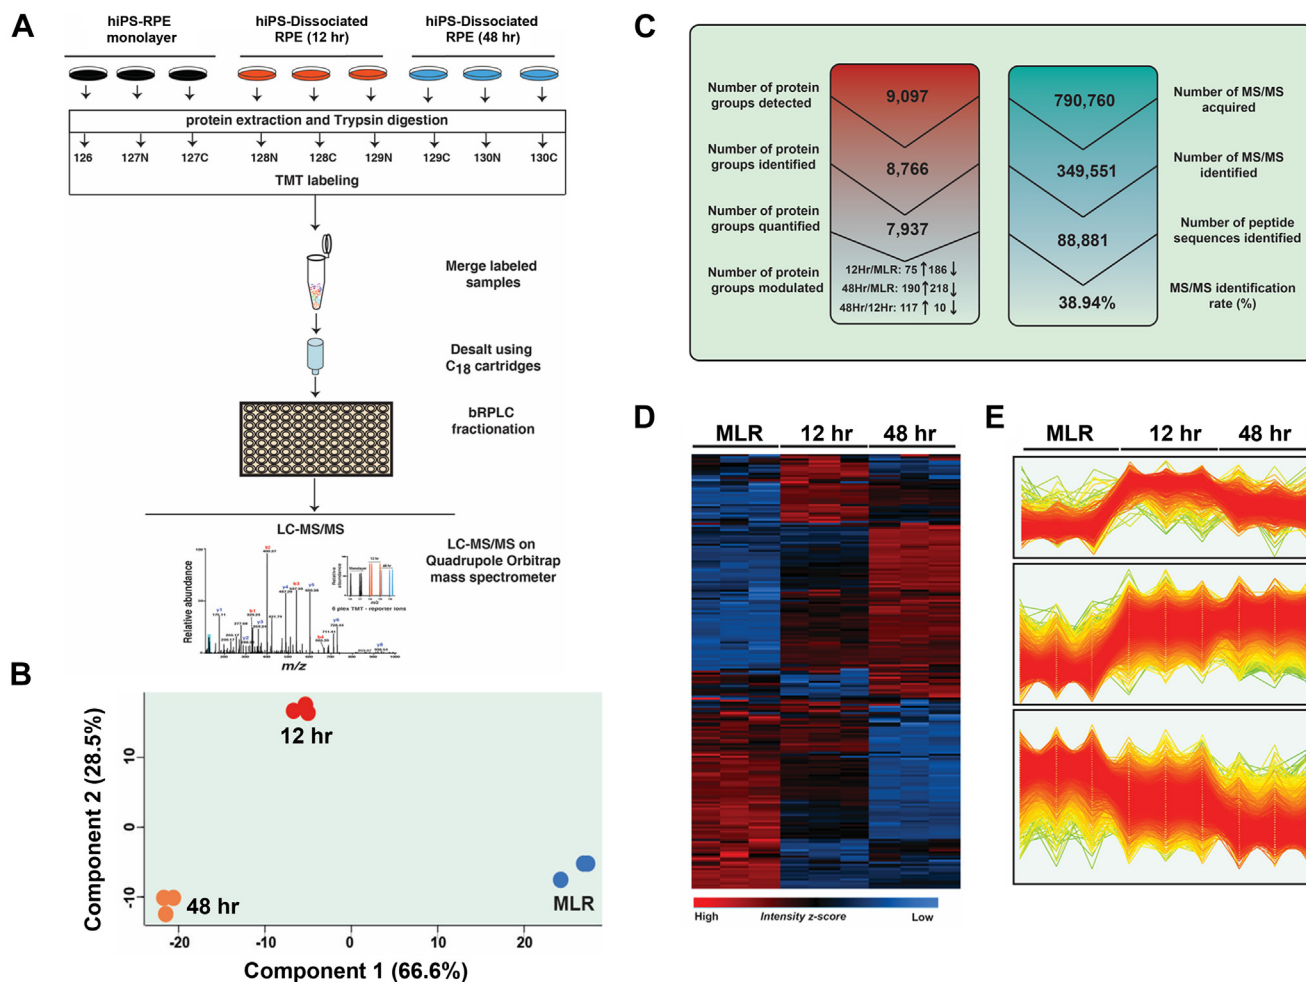 A
hiPS-RPE
monolayer
hiPS-Dissociated
RPE (12 hr)
hiPS-Dissociated
RPE (48 hr)
protein extraction and Trypsin digestion
126 127N 127C 128N 128C 129N 129C 130N 130C
TMT labeling
Merge labeled
samples
Desalt using
C18 cartridges
bRPLC
fractionation
LC-MS/MS
LC-MS/MS on
Quadrupole Orbitrap
mass spectrometer
Relative abundance
m/z
6 plex TMT - reporter ions
B
Component 2 (28.5%)
10
0
-10
12 hr
48 hr
MLR
-20 -10 0 10 20
Component 1 (66.6%)
C
Number of protein
groups detected
9,097
Number of protein
groups identified
8,766
Number of protein
groups quantified
7,937
Number of protein
groups modulated
12Hr/MLR: 75 ↑ 186 ↓
48Hr/MLR: 190 ↑ 218 ↓
48Hr/12Hr: 117 ↑ 10 ↓
790,760
Number of MS/MS
acquired
349,551
Number of MS/MS
identified
88,881
Number of peptide
sequences identified
38.94%
MS/MS identification
rate (%)
D
MLR 12 hr 48 hr
High Intensity z-score Low
E
MLR 12 hr 48 hr